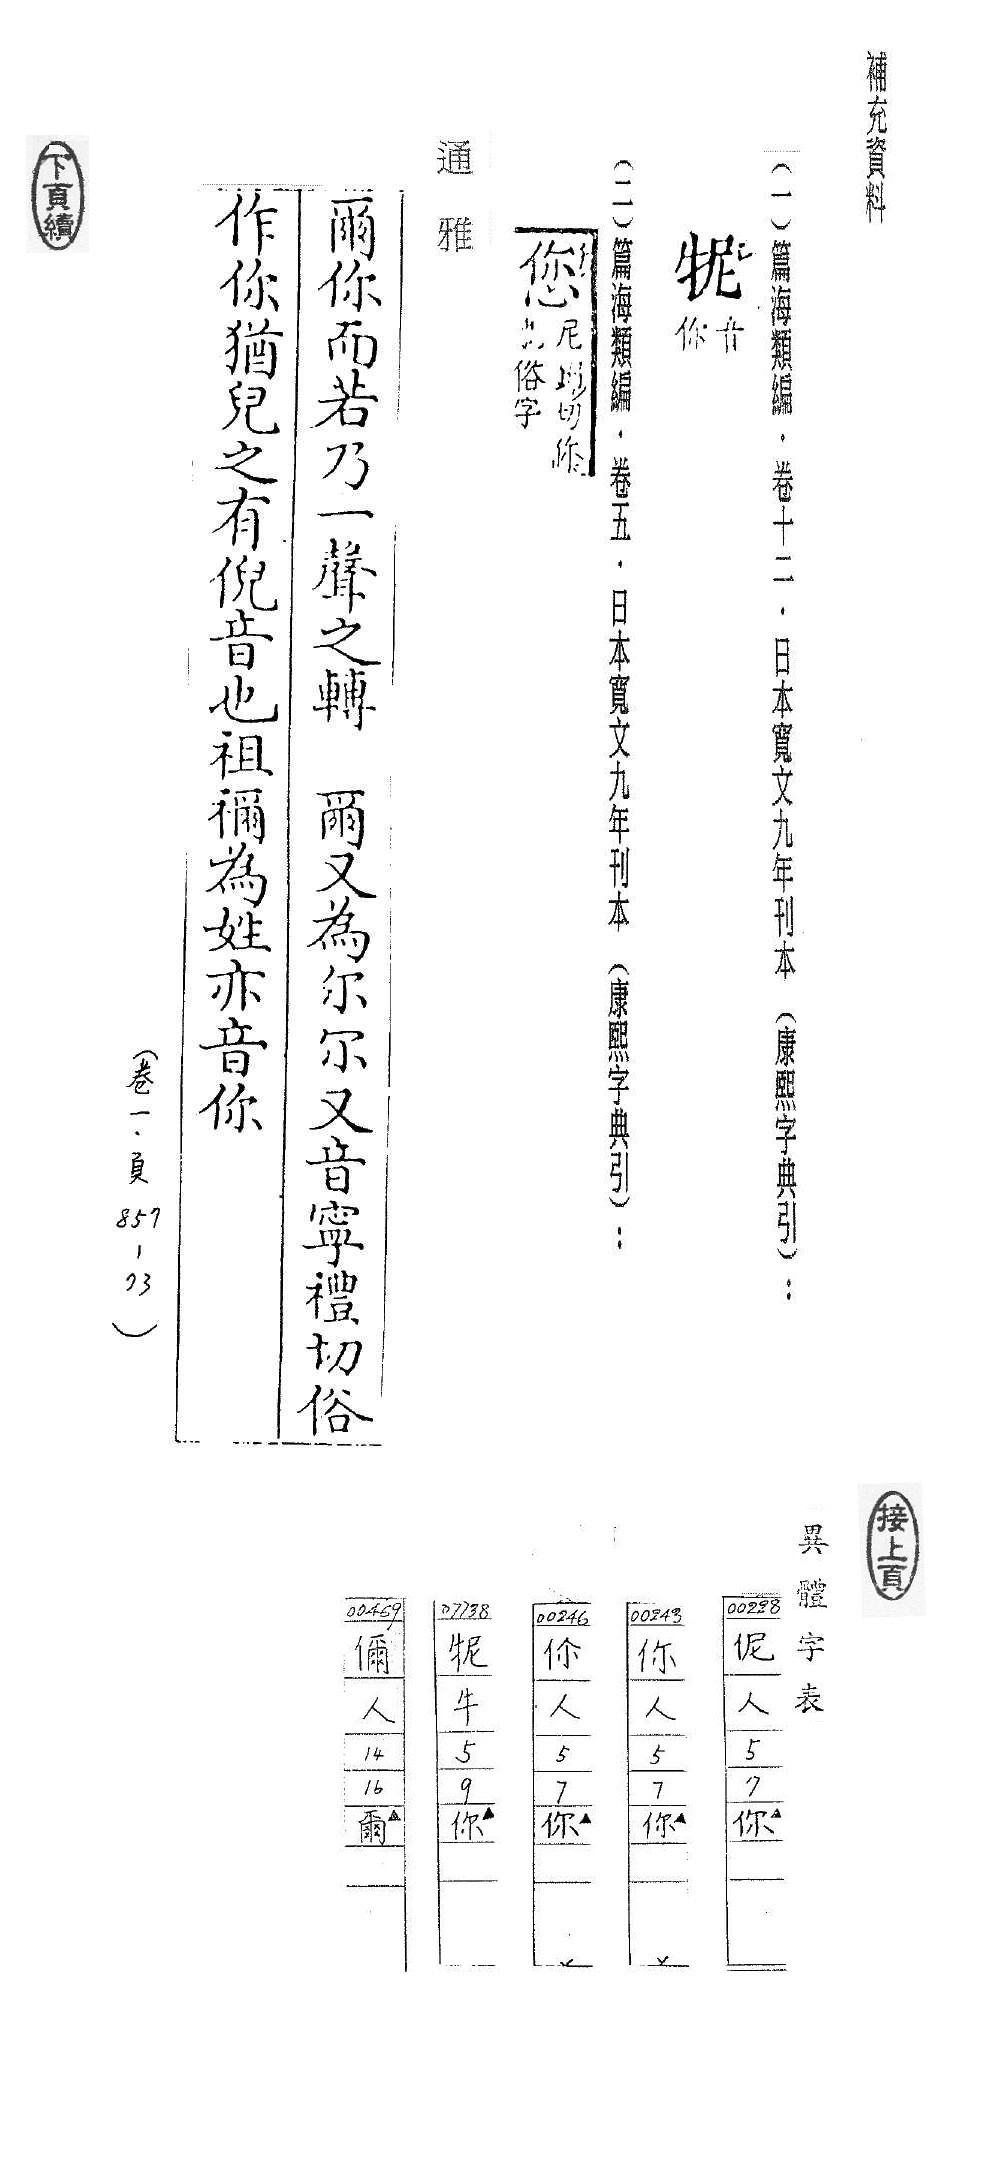 補充資料
（一）篇海類編．卷十二．日本寬文九年刊本（康熙字典引）：
㹸
音
你
（二）篇海類編．卷五．日本寬文九年刊本（康熙字典引）：
您
尼切
俗字
通雅
爾你而若乃一聲之轉 爾又為尔尔又音寧禮切俗
作你猶兒之有倪音也祖禰為姓亦音你
（卷一．頁857-73）
下頁續
接上頁
異體字表
00238
伲
人
5
7
你▲
00243
你
人
5
7
你▲
00246
伱
人
5
7
你▲
07738
㹸
牛
5
9
你▲
00469
儞
人
14
16
爾▲